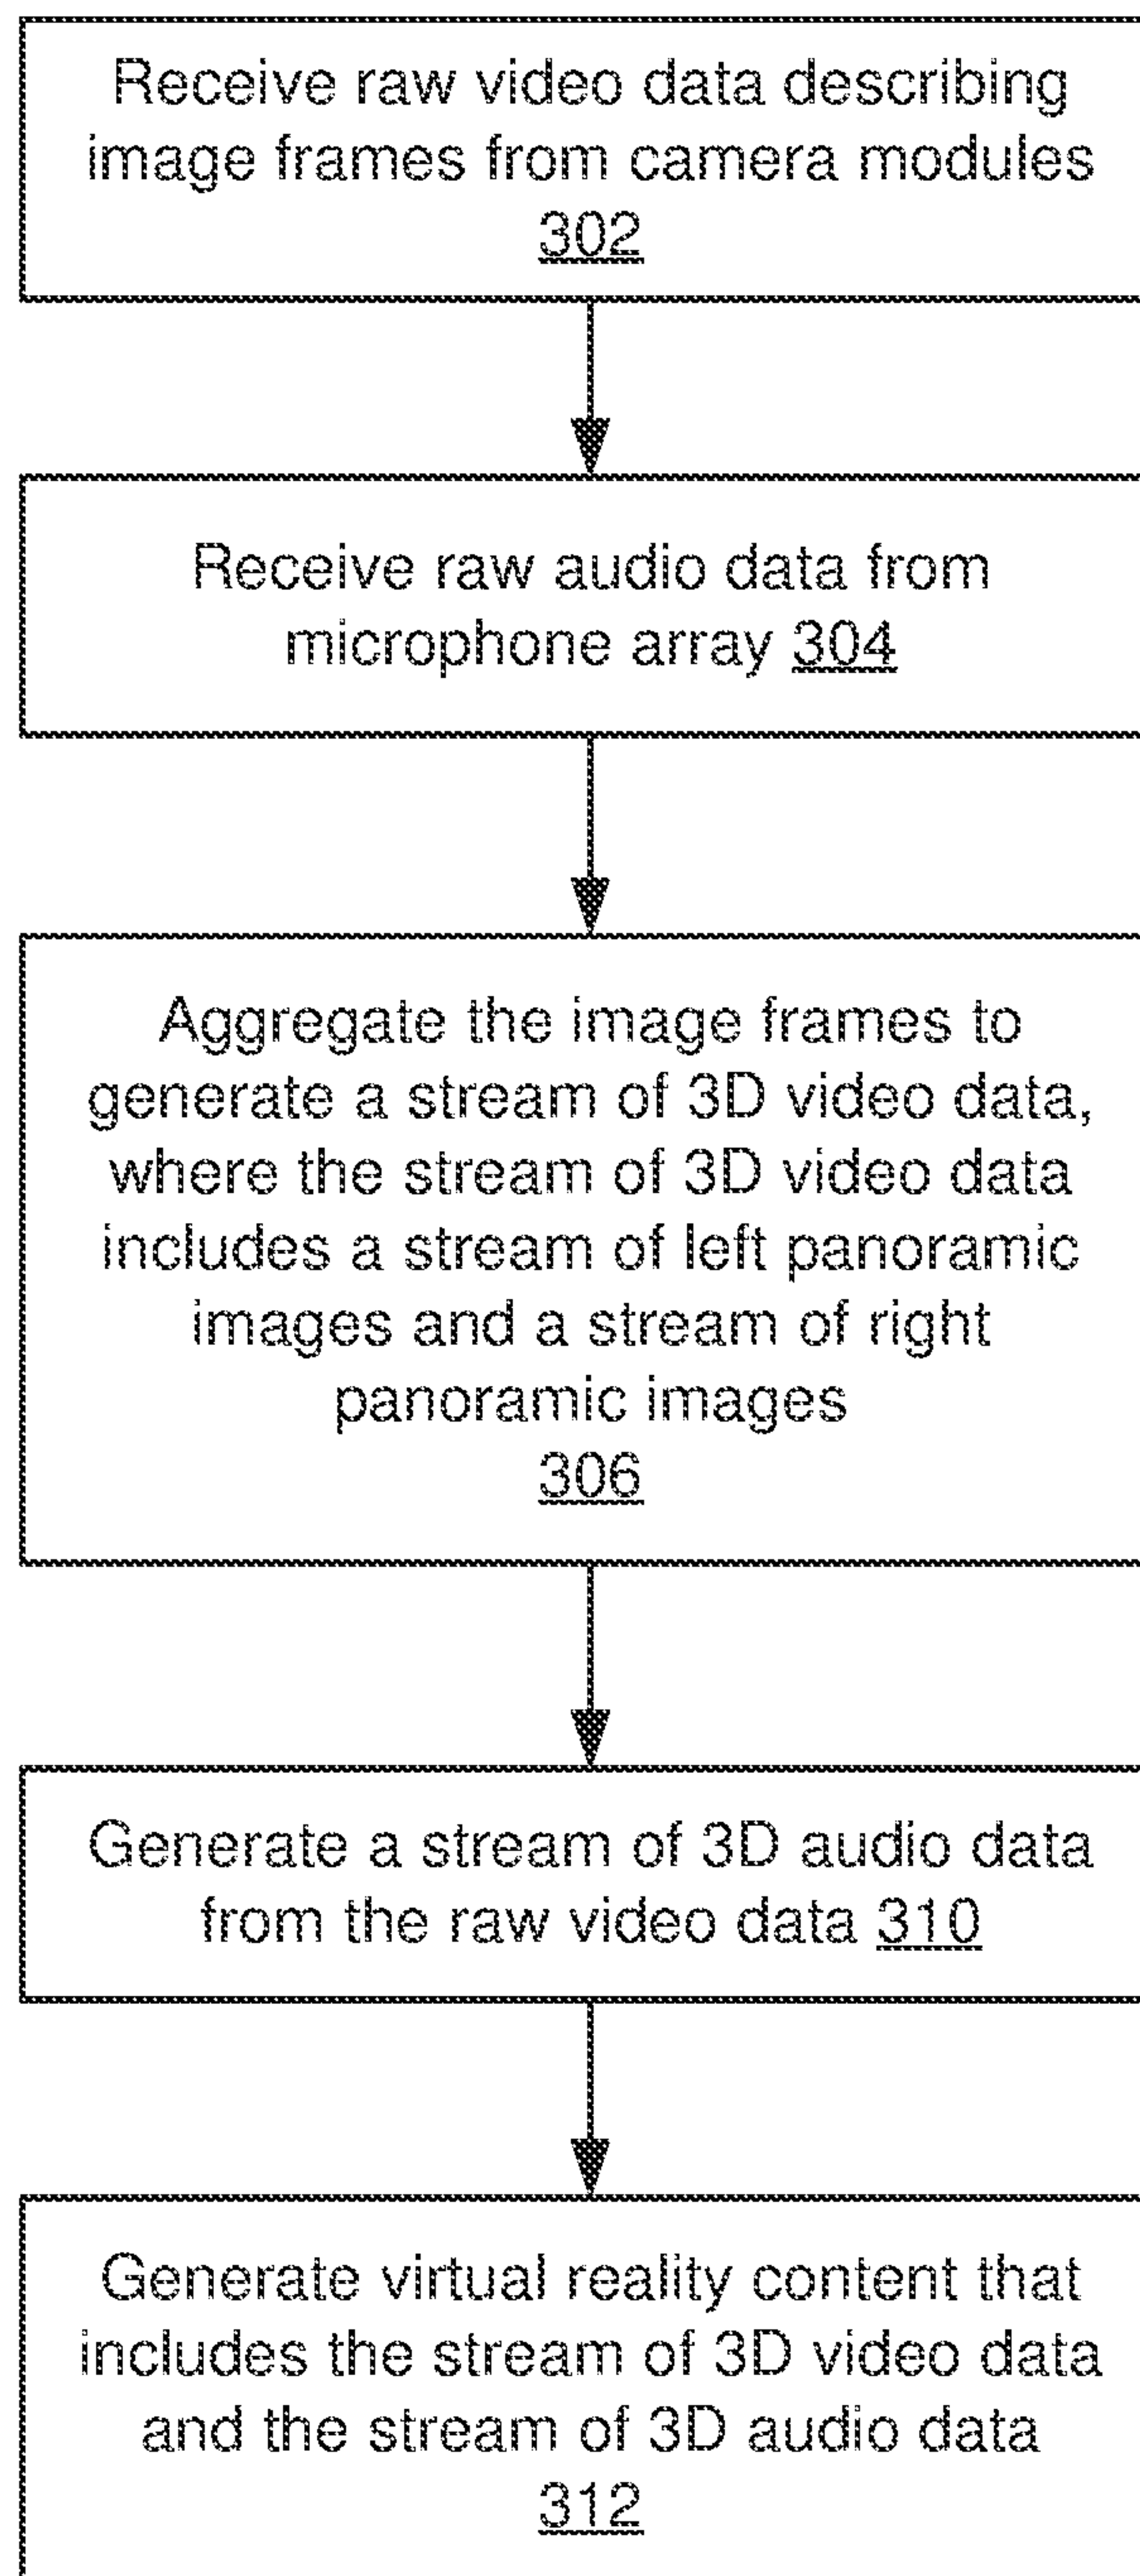 Receive raw video data describing
image frames from camera modules
302
Receive raw audio data from
microphone array 304
Aggregate the image frames to
generate a stream of 3D video data,
where the stream of 3D video data
includes a stream of left panoramic
images and a stream of right
panoramic images
306
Generate a stream of 3D audio data
from the raw video data 310
Generate virtual reality content that
includes the stream of 3D video data
and the stream of 3D audio data
312